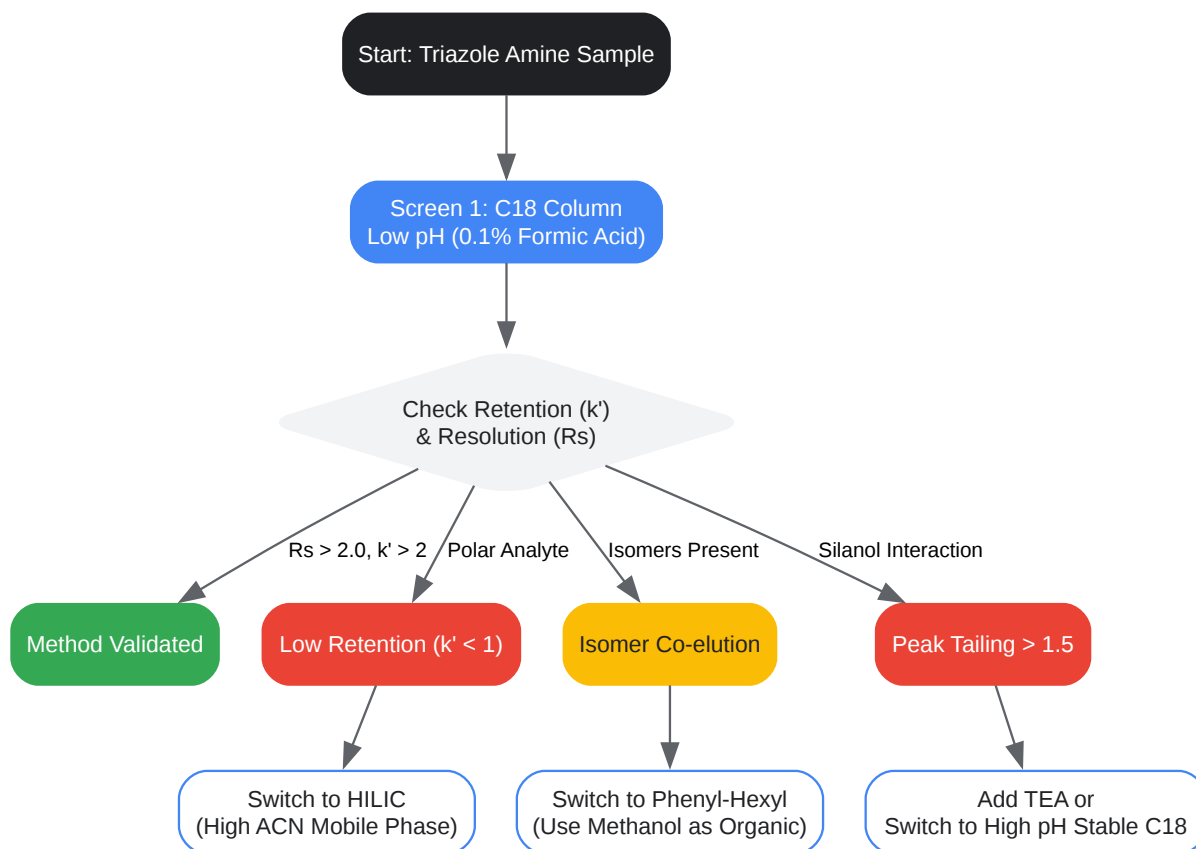 Start: Triazole Amine Sample
Screen 1: C18 Column
Low pH (0.1% Formic Acid)
Check Retention (k')
& Resolution (Rs)
Rs > 2.0, k' > 2
Polar Analyte
Isomers Present
Silanol Interaction
Method Validated
Low Retention (k' < 1)
Isomer Co-elution
Peak Tailing > 1.5
Switch to HILIC
(High ACN Mobile Phase)
Switch to Phenyl-Hexyl
(Use Methanol as Organic)
Add TEA or
Switch to High pH Stable C18